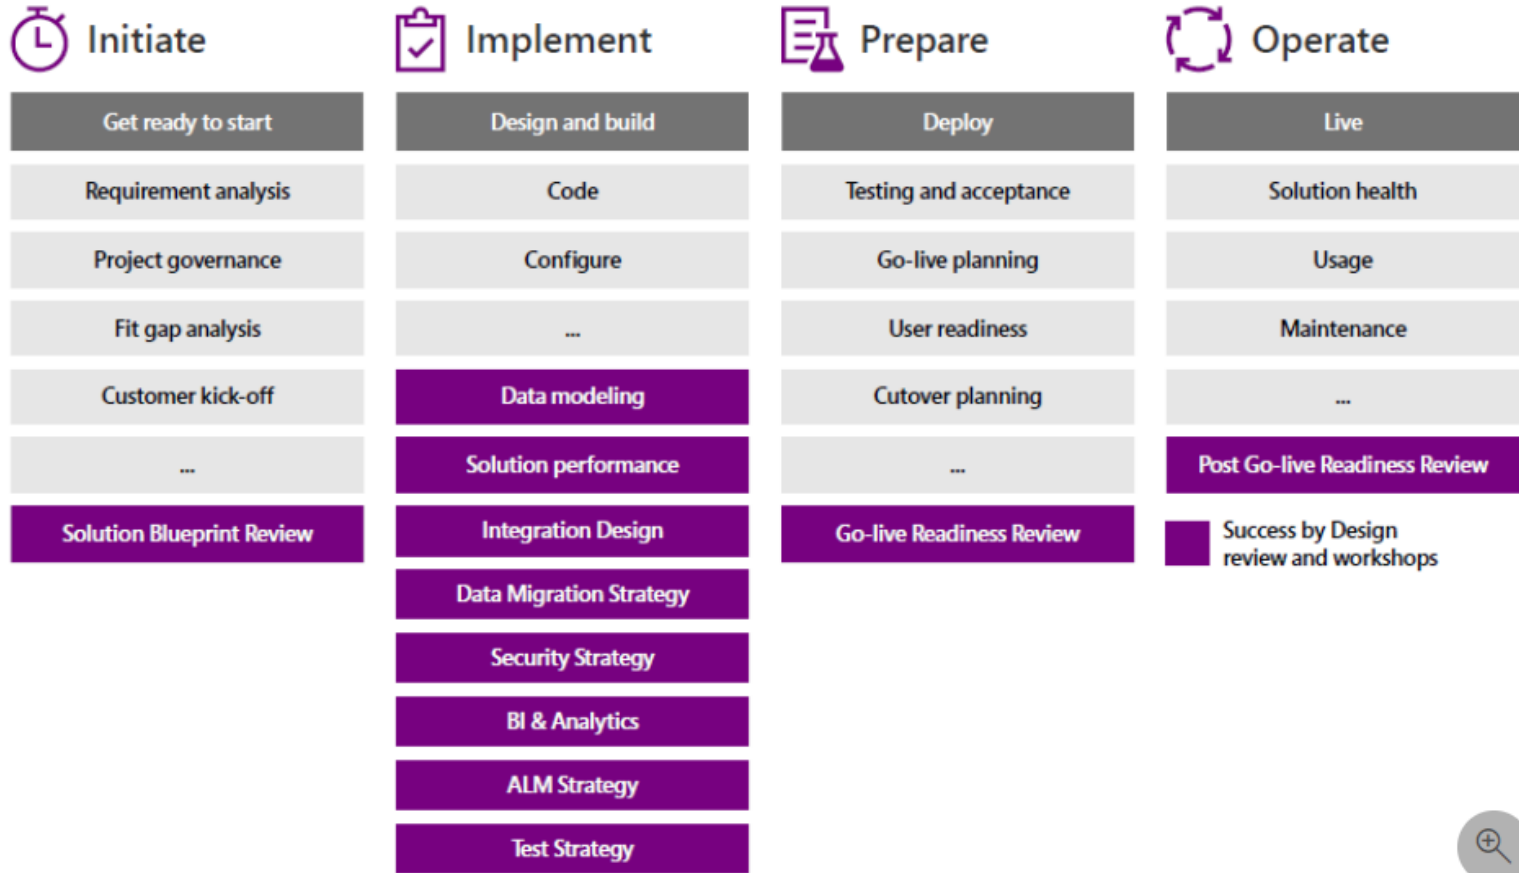 Initiate
Get ready to start
Requirement analysis
Project governance
Fit gap analysis
Customer kick-off
...
Solution Blueprint Review
Implement
Design and build
Code
Configure
...
Data modeling
Solution performance
Integration Design
Data Migration Strategy
Security Strategy
BI & Analytics
ALM Strategy
Test Strategy
Prepare
Deploy
Testing and acceptance
Go-live planning
User readiness
Cutover planning
...
Go-live Readiness Review
Operate
Live
Solution health
Usage
Maintenance
...
Post Go-live Readiness Review
Success by Design
review and workshops